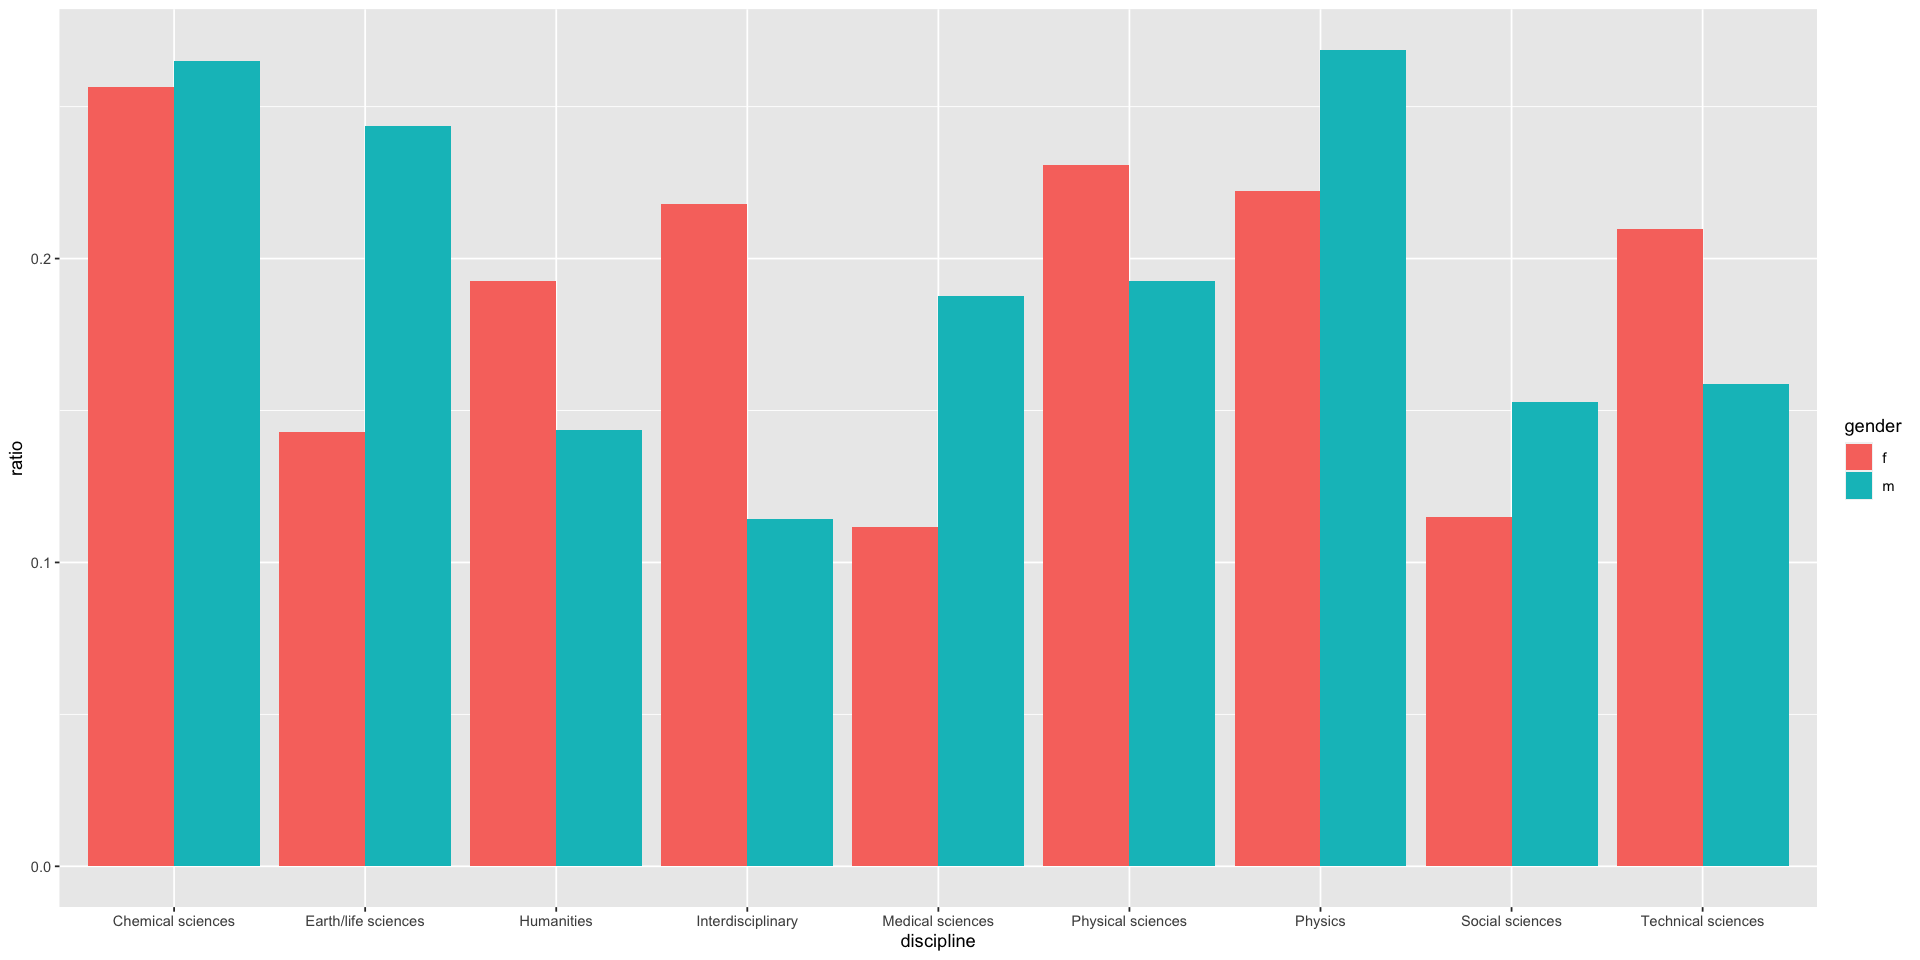 ratio
0.2
0.1
0.0
Chemical sciences Earth/life sciences Humanities Interdisciplinary Medical sciences Physical sciences Physics Social sciences Technical sciences
discipline
gender
f
m